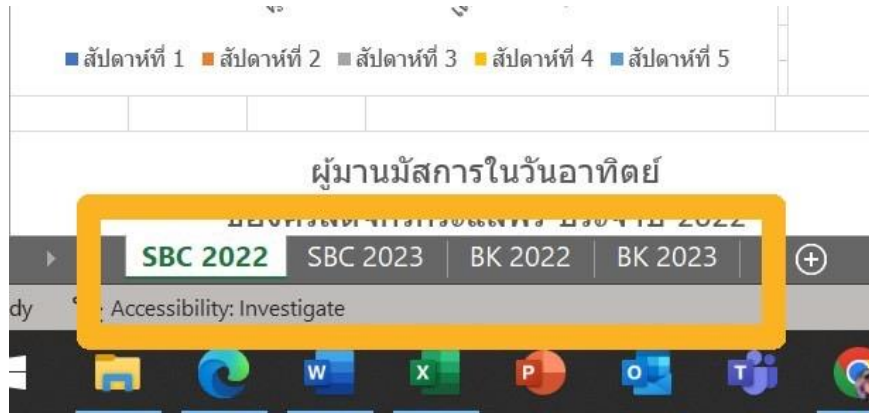 สัปดาห์ที่ 1 สัปดาห์ที่ 2 สัปดาห์ที่ 3 สัปดาห์ที่ 4 สัปดาห์ที่ 5
ผู้มานมัสการในวันอาทิตย์
2022
SBC 2022 SBC 2023 BK 2022 BK 2023
dy Accessibility: Investigate